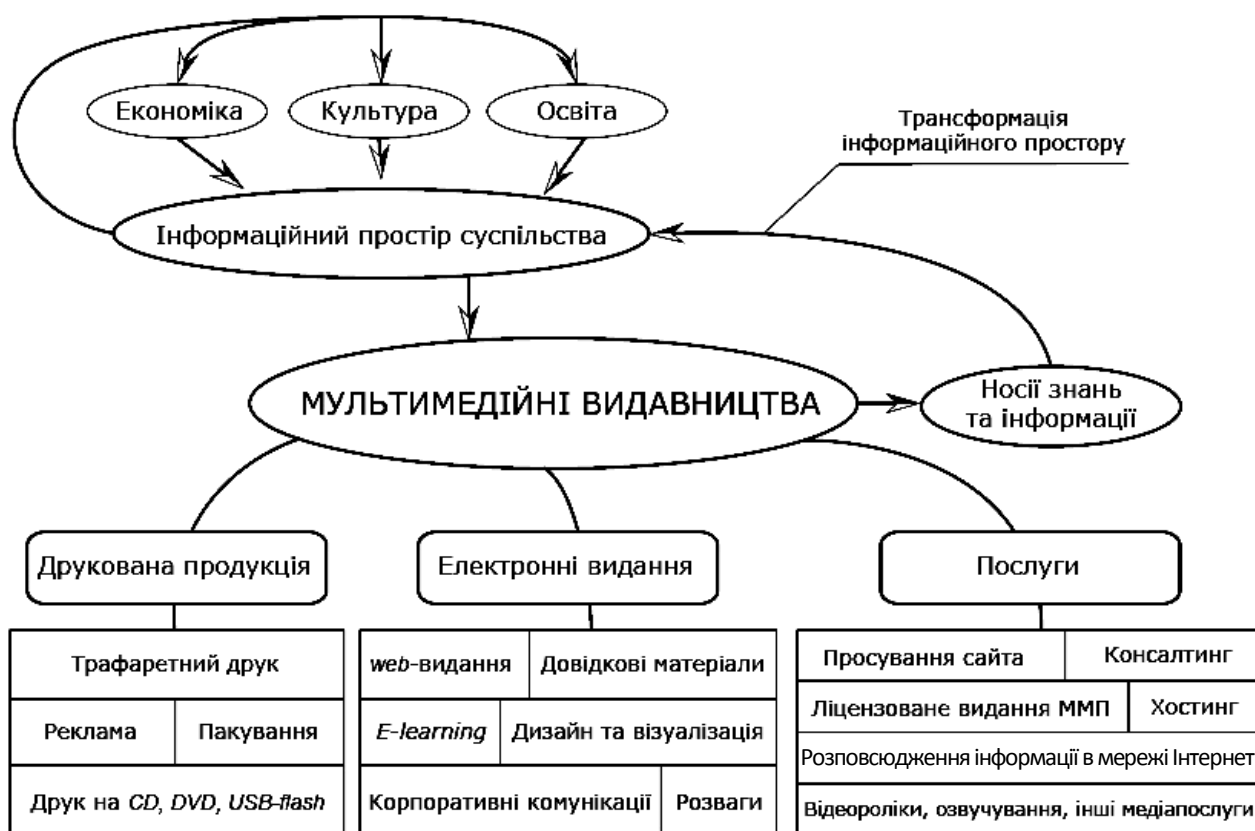 Економіка
Культура
Освіта
Трансформація
інформаційного простору
Інформаційний простір суспільства
МУЛЬТИМЕДІЙНІ ВИДАВНИЦТВА
Носії знань
та інформації
Друкована продукція
Електронні видання
Послуги
Трафаретний друк
Реклама
Пакування
Друк на CD, DVD, USB-flash
web-видання
Довідкові матеріали
E-learning
Дизайн та візуалізація
Корпоративні комунікації
Розваги
Просування сайта
Консалтинг
Ліцензоване видання ММП
Хостинг
Розповсюдження інформації в мережі Інтернет
Відеоролики, озвучування, інші медіапослуги